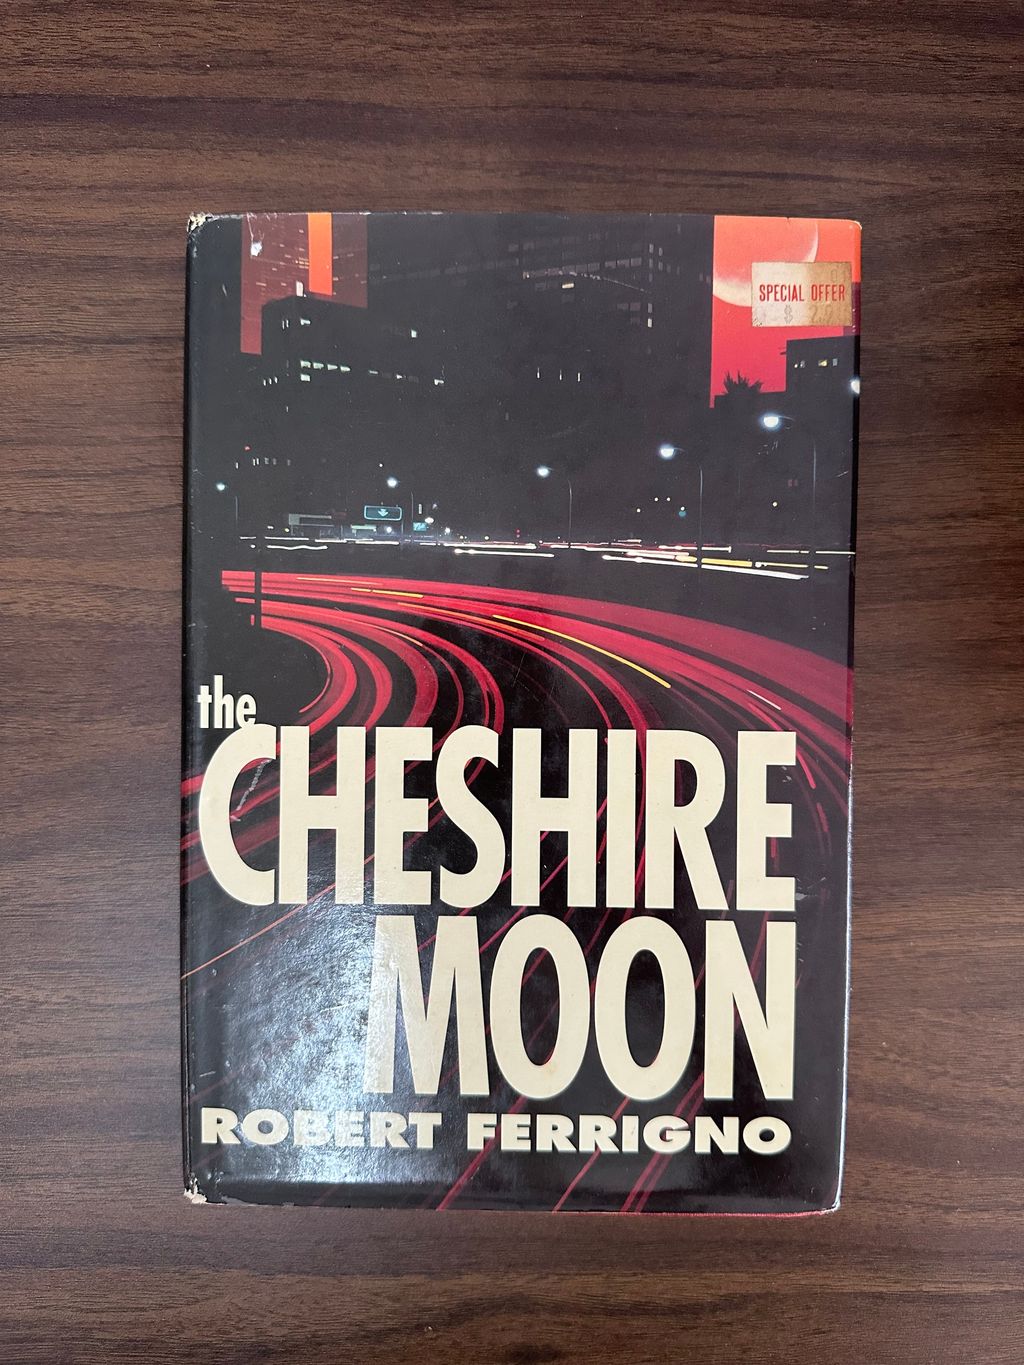 SPECIAL OFFER
the
CHESHIRE
MOON
ROBERT FERRIGNO